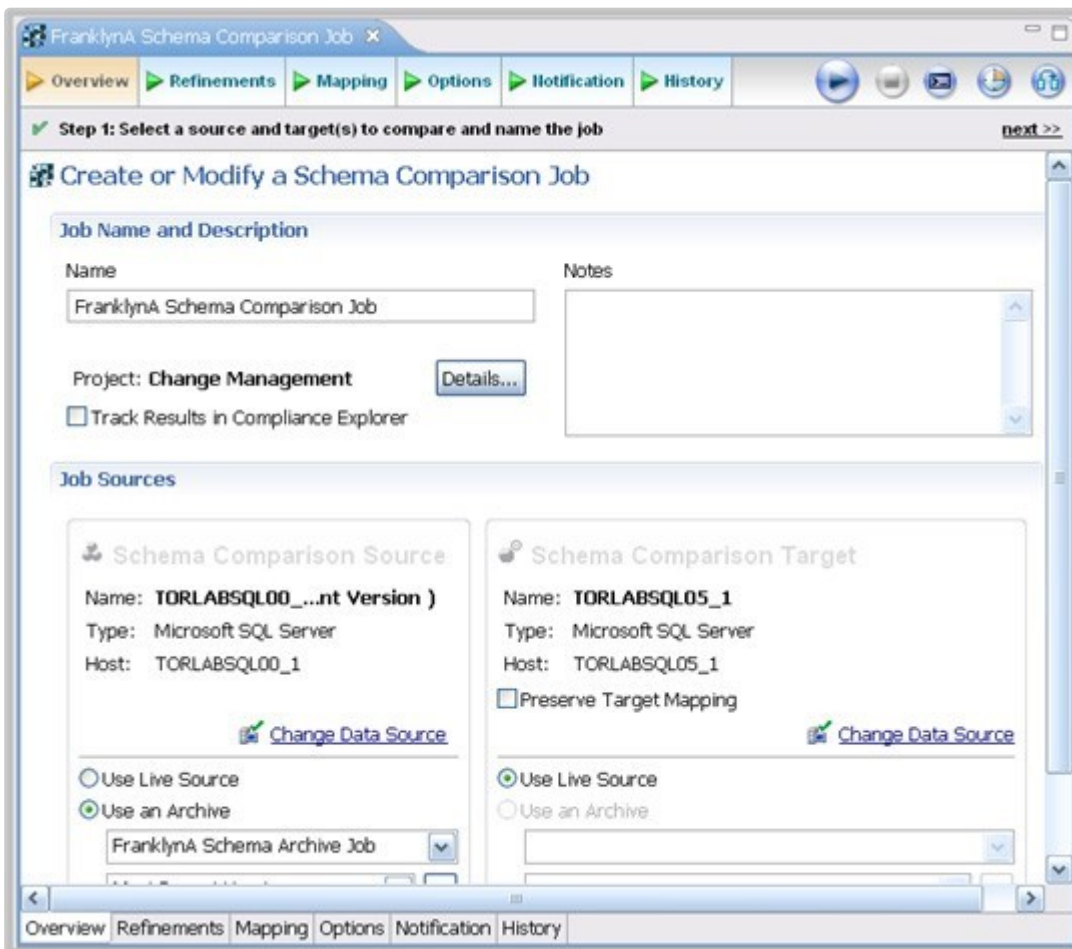 FranklynA Schema Comparison Job
Overview Refinements Mapping Options Notification History
Step 1: Select a source and target(s) to compare and name the job next >>
Create or Modify a Schema Comparison Job
Job Name and Description
Name Notes
FranklynA Schema Comparison Job
Project: Change Management Details...
Track Results in Compliance Explorer
Job Sources
Schema Comparison Source
Name: TORLABSQL00_...nt Version )
Type: Microsoft SQL Server
Host: TORLABSQL00_1
Change Data Source
Use Live Source
Use an Archive
FranklynA Schema Archive Job
Schema Comparison Target
Name: TORLABSQL05_1
Type: Microsoft SQL Server
Host: TORLABSQL05_1
Preserve Target Mapping
Change Data Source
Use Live Source
Use an Archive
Overview Refinements Mapping Options Notification History